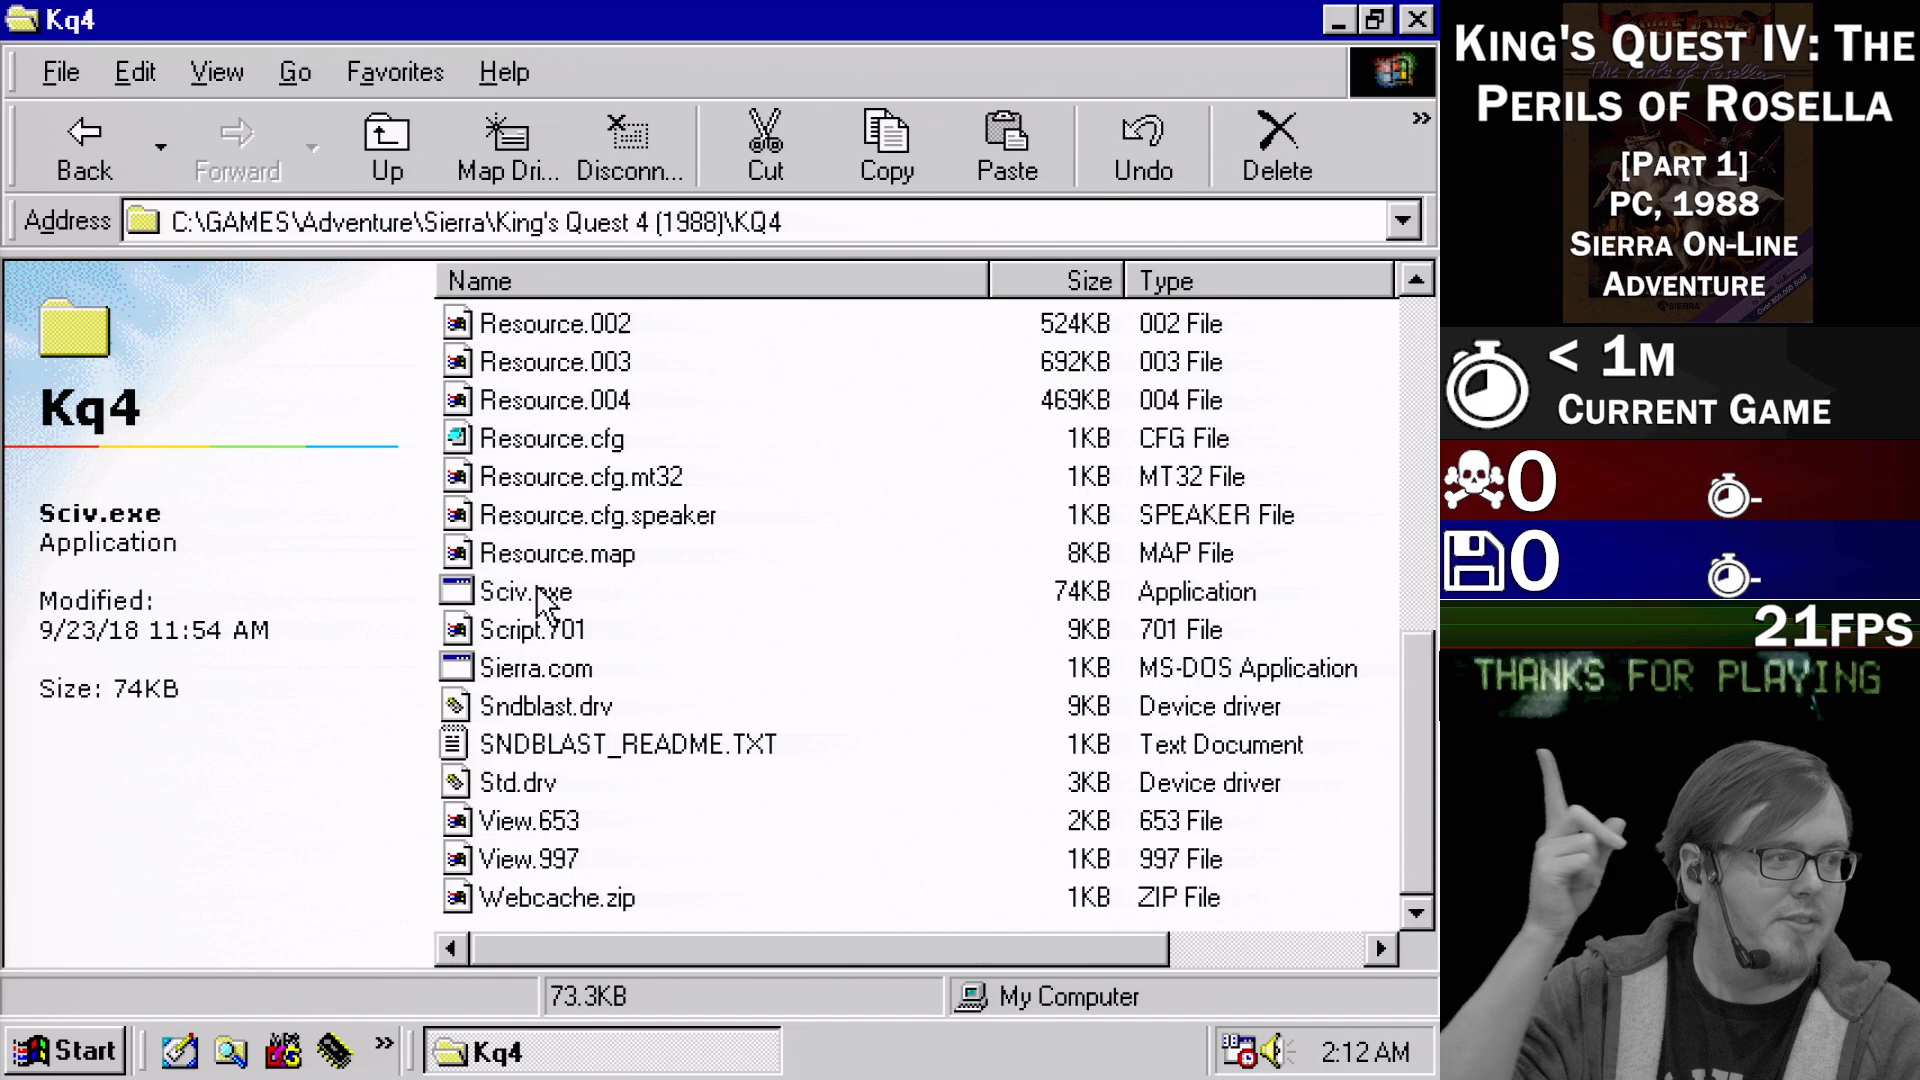 Kq4
File Edit View Go Favorites Help
Back Forward Up Map Dri... Disconn... Cut Copy Paste Undo Delete »
Address C:\GAMES\Adventure\Sierra\King's Quest 4 (1988)\KQ4
Kq4
Sciv.exe
Application
Modified:
9/23/18 11:54 AM
Size: 74KB
Name Size Type
Resource.002 524KB 002 File
Resource.003 692KB 003 File
Resource.004 469KB 004 File
Resource.cfg 1KB CFG File
Resource.cfg.mt32 1KB MT32 File
Resource.cfg.speaker 1KB SPEAKER File
Resource.map 8KB MAP File
Sciv.exe 74KB Application
Script.701 9KB 701 File
Sierra.com 1KB MS-DOS Application
Sndblast.drv 9KB Device driver
SNDBLAST_README.TXT 1KB Text Document
Std.drv 3KB Device driver
View.653 2KB 653 File
View.997 1KB 997 File
Webcache.zip 1KB ZIP File
73.3KB My Computer
Start » Kq4 2:12 AM
King's Quest IV: The
Perils of Rosella
[Part 1]
PC, 1988
Sierra On-Line
Adventure
< 1m
Current Game
0 -
0 -
21FPS
THANKS FOR PLAYING